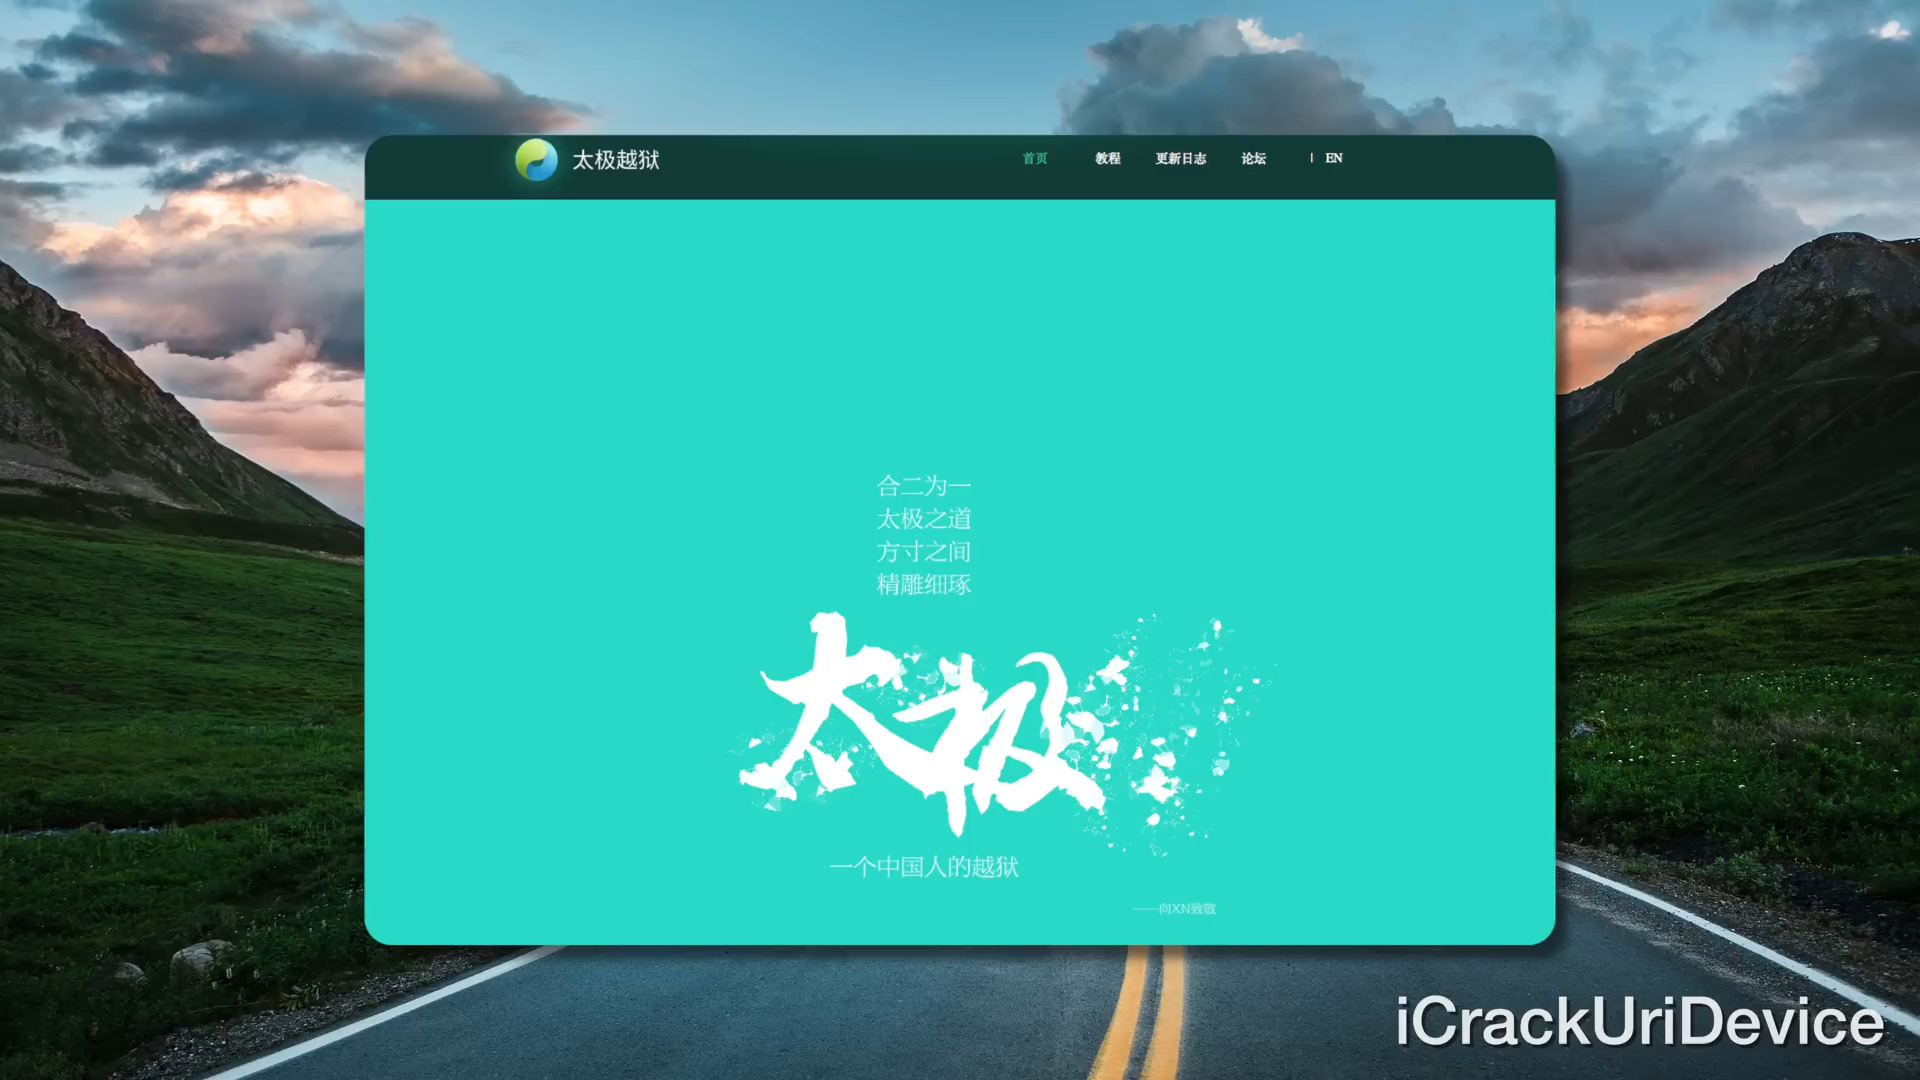 太极越狱
首页 教程 更新日志 论坛 | EN
合二为一
太极之道
方寸之间
精雕细琢
太极
一个中国人的越狱
——向XN致敬
iCrackUriDevice